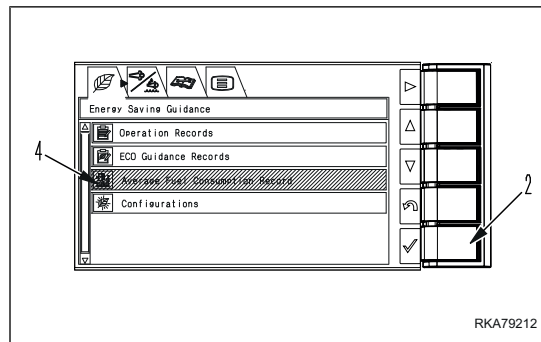 Energy Saving Guidance
Operation Records
ECO Guidance Records
4
Average Fuel Consumption Record
Configurations
2
RKA79212